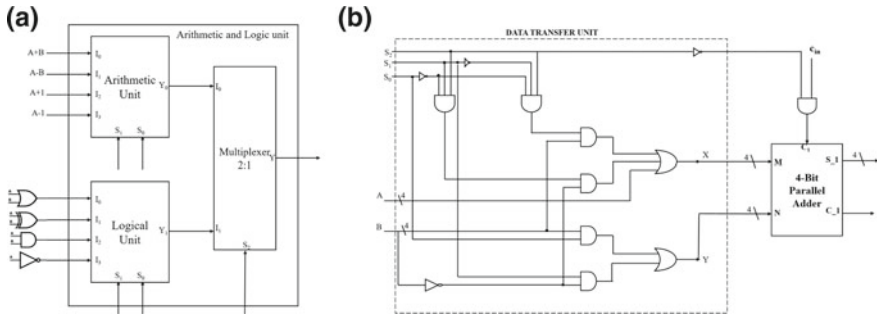 (a)
Arithmetic and Logic unit
A+B
A–B
A+1
A–1
I0
I1
I2
I3
Arithmetic
Unit
Y0
S1 S0
I0
Multiplexer
2:1
Y
I0
I1
I2
I3
Logical
Unit
Y1
I1
S2
S1 S0
(b)
DATA TRANSFER UNIT
S2
S1
S0
cin
A
4
B
4
X
Y
4
4
M
N
C1
4-Bit
Parallel
Adder
S_1
4
C_1